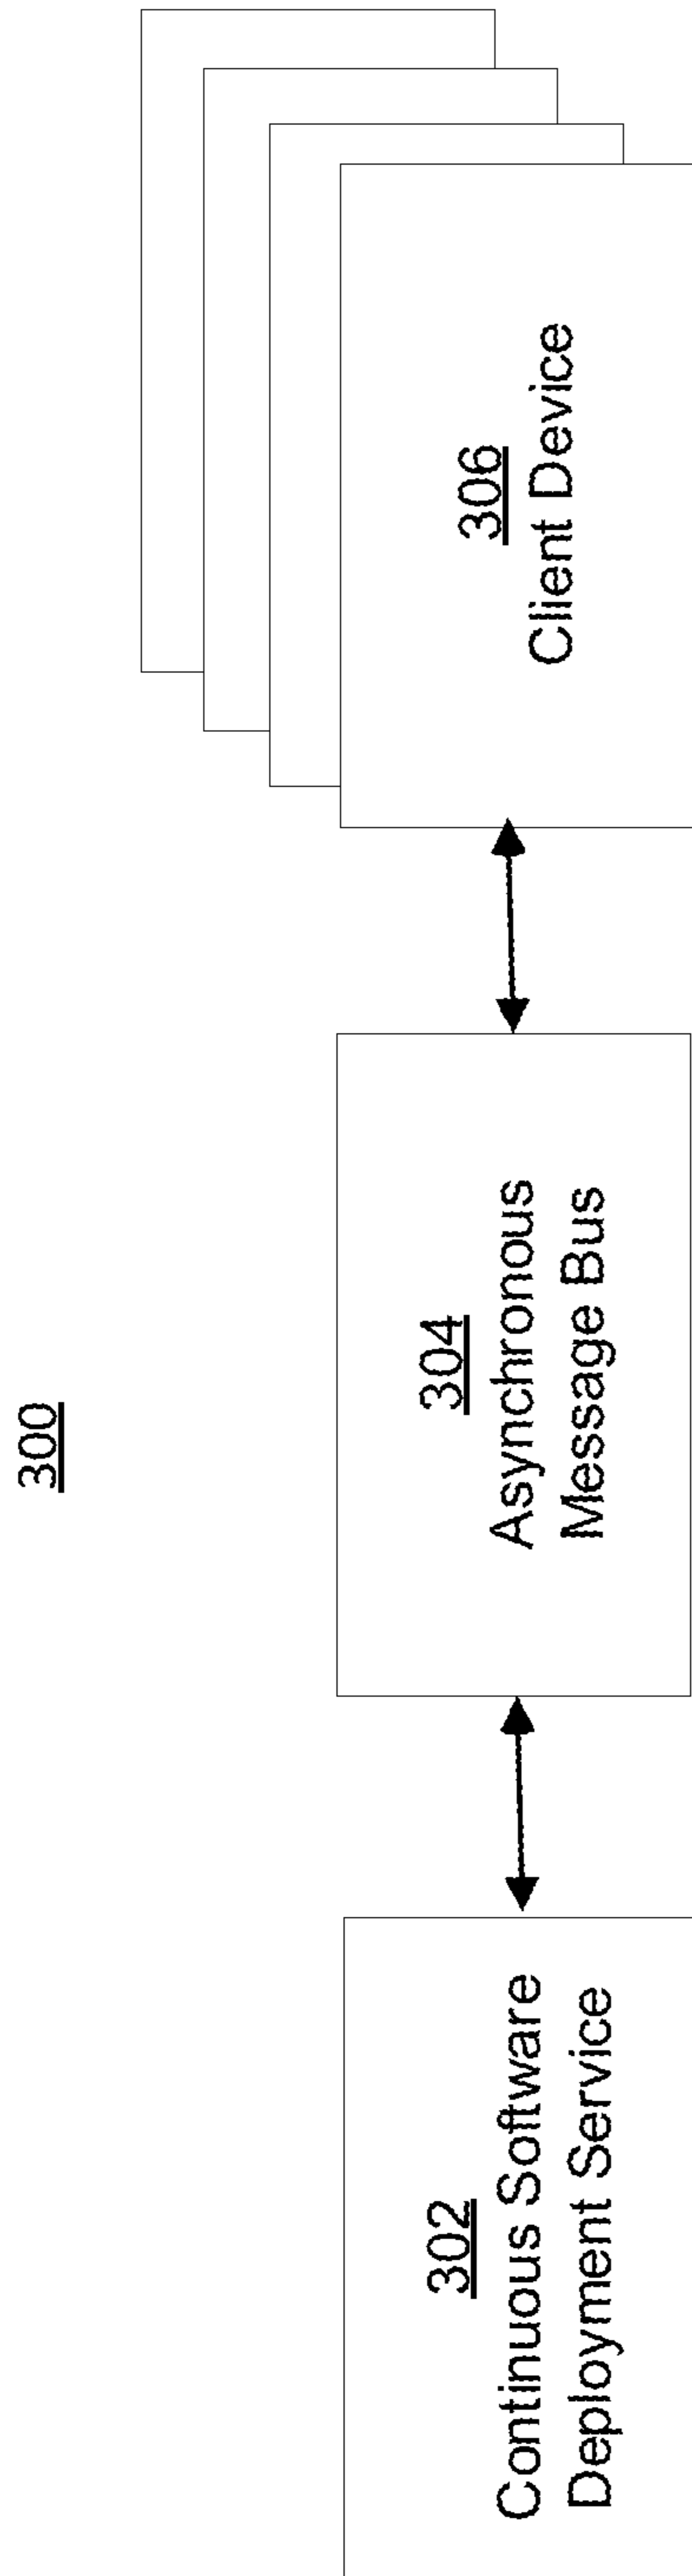 300
302
Continuous Software
Deployment Service
304
Asynchronous
Message Bus
306
Client Device